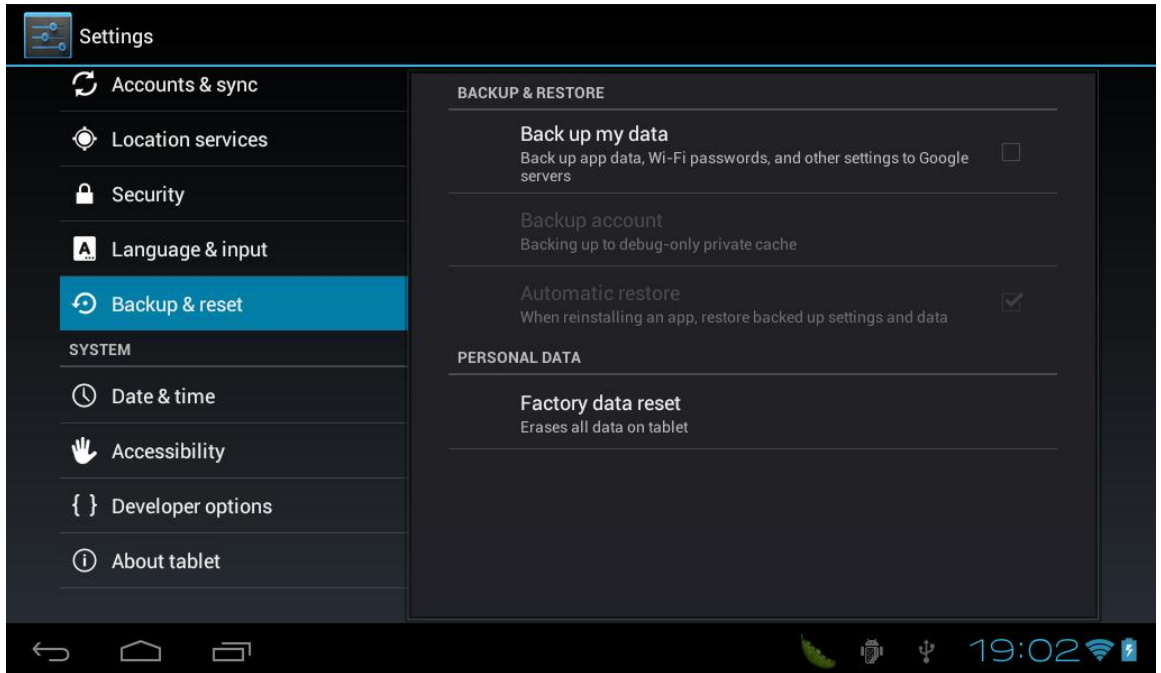 Settings
Accounts & sync
Location services
Security
Language & input
Backup & reset
SYSTEM
Date & time
Accessibility
{ } Developer options
About tablet
BACKUP & RESTORE
Back up my data
Back up app data, Wi-Fi passwords, and other settings to Google
servers
Backup account
Backing up to debug-only private cache
Automatic restore
When reinstalling an app, restore backed up settings and data
PERSONAL DATA
Factory data reset
Erases all data on tablet
19:02